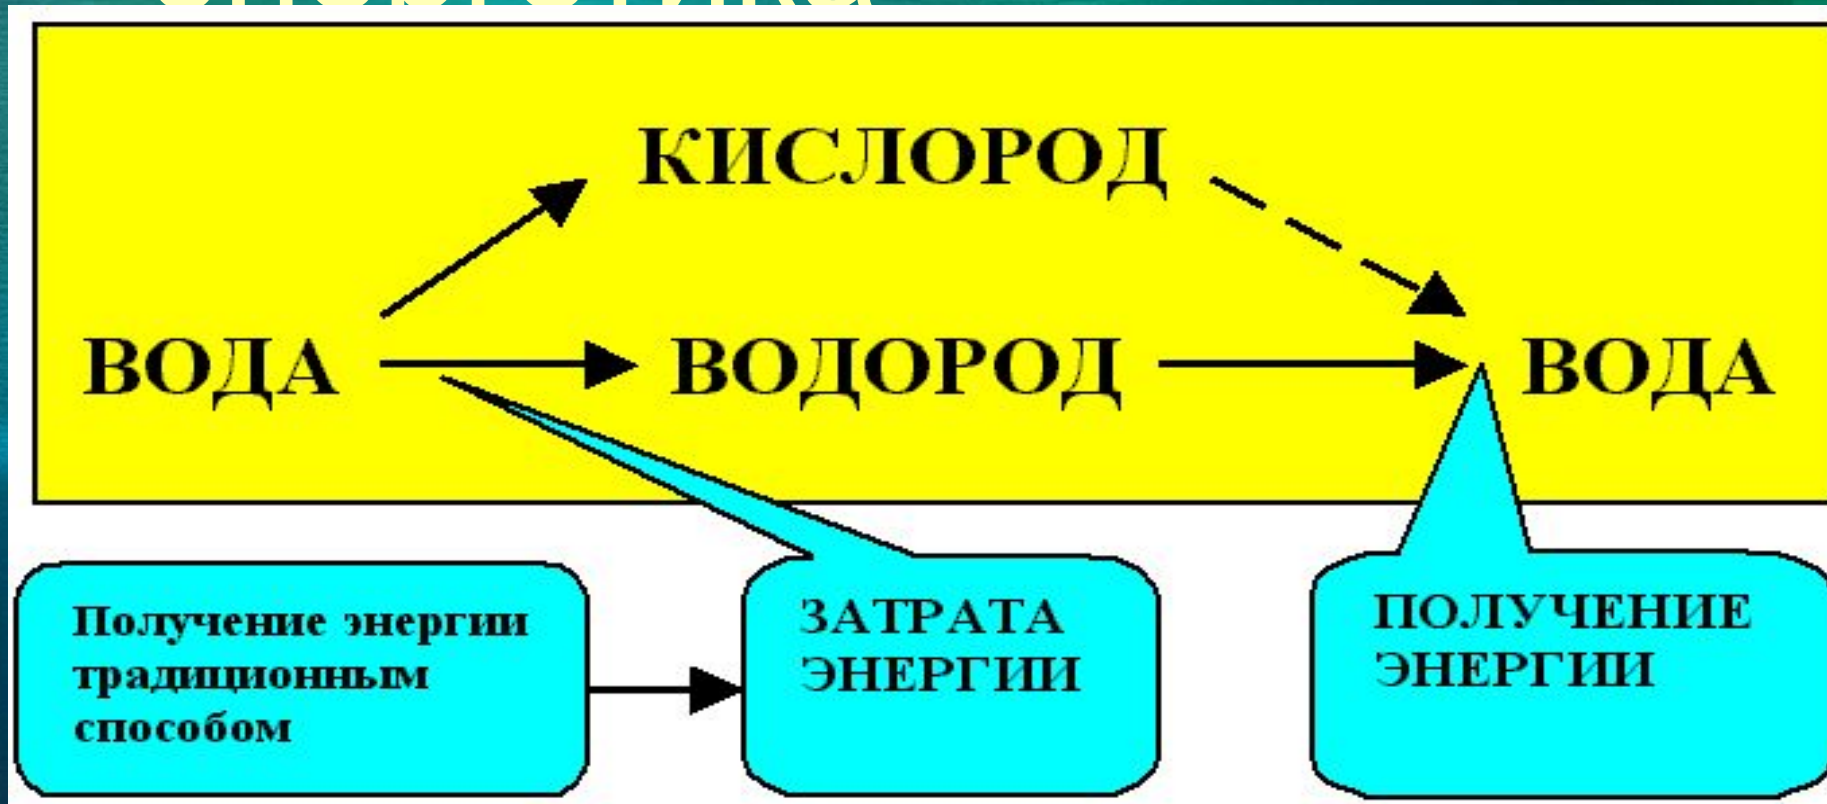 КИСЛОРОД
ВОДА ВОДОРОД ВОДА
Получение энергии
традиционным
способом
ЗАТРАТА
ЭНЕРГИИ
ПОЛУЧЕНИЕ
ЭНЕРГИИ